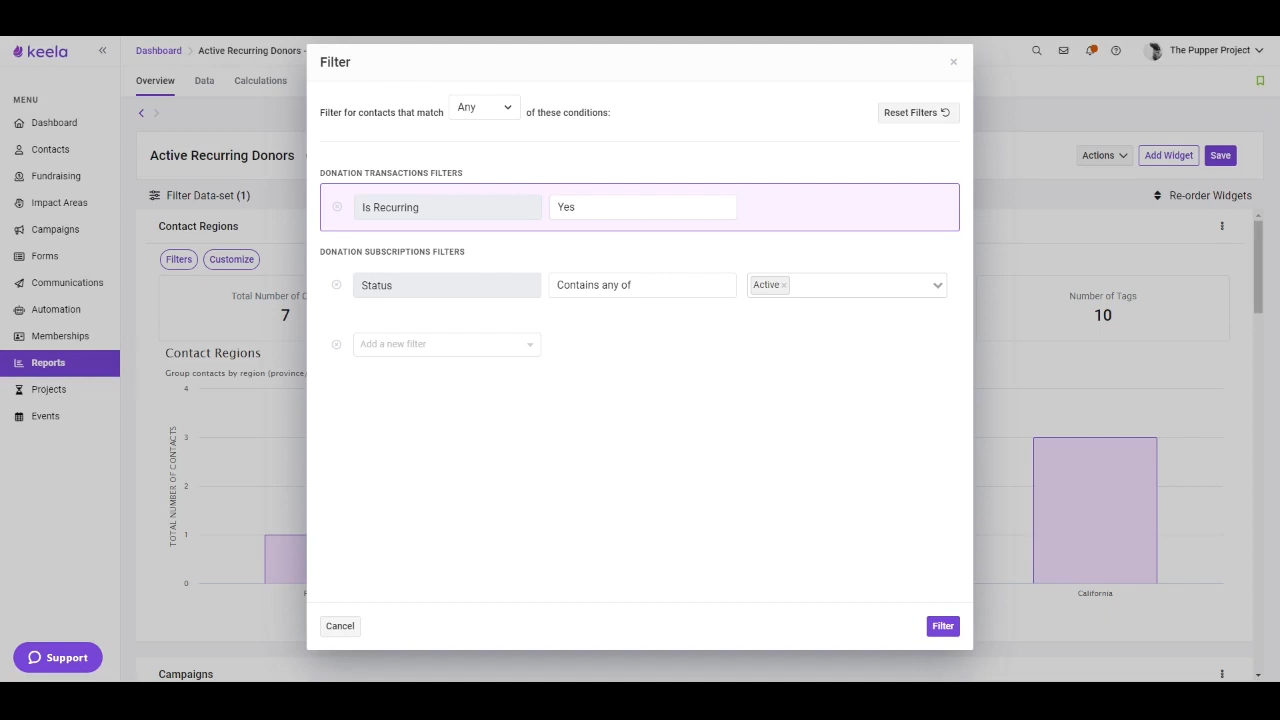 keela
Dashboard
Active Recurring Donors -
The Pupper Project
Overview
Data
Calculations
MENU
Dashboard
Contacts
Fundraising
Impact Areas
Campaigns
Forms
Communications
Automation
Memberships
Reports
Projects
Events
Support
Active Recurring Donors
Actions
Add Widget
Save
Filter Data-set (1)
Re-order Widgets
Contact Regions
Filters
Customize
Total Number of C
7
Number of Tags
10
Contact Regions
Group contacts by region (province,
4
3
2
1
0
TOTAL NUMBER OF CONTACTS
California
Campaigns
Filter
Filter for contacts that match
Any
of these conditions:
Reset Filters
DONATION TRANSACTIONS FILTERS
Is Recurring
Yes
DONATION SUBSCRIPTIONS FILTERS
Status
Contains any of
Active
Add a new filter
Cancel
Filter